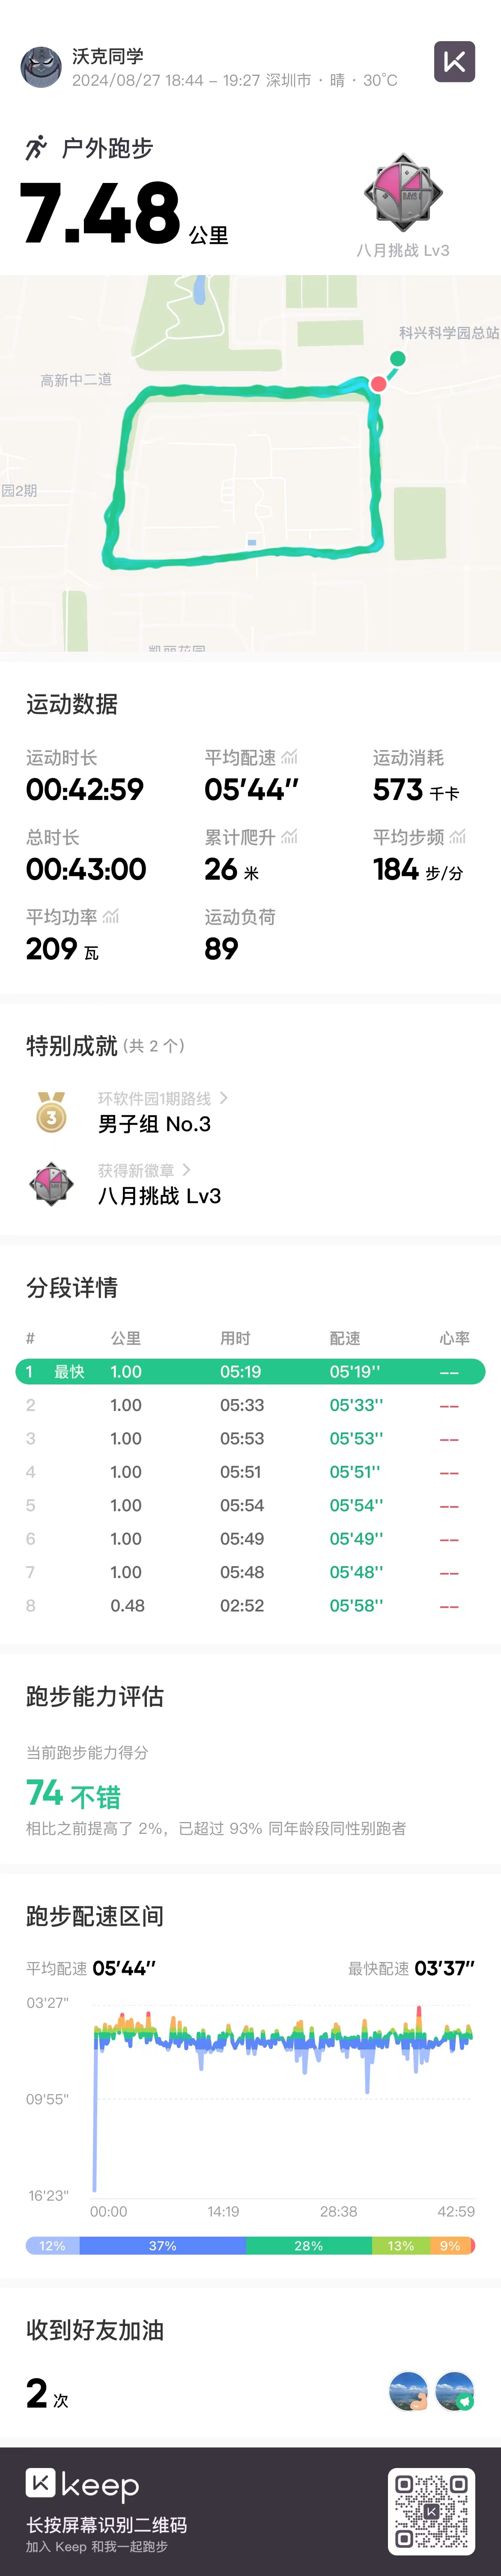 沃克同学
2024/08/27 18:44 – 19:27 深圳市 · 晴 · 30°C
户外跑步
7.48 公里
八月挑战 Lv3
科兴科学园总站
高新中二道
园2期
凯丽花园
运动数据
运动时长 平均配速 运动消耗
00:42:59 05'44" 573 千卡
总时长 累计爬升 平均步频
00:43:00 26 米 184 步/分
平均功率 运动负荷
209 瓦 89
特别成就 (共 2 个)
环软件园1期路线
3
男子组 No.3
获得新徽章
八月挑战 Lv3
分段详情
# 公里 用时 配速 心率
1 最快 1.00 05:19 05'19'' --
2 1.00 05:33 05'33'' --
3 1.00 05:53 05'53'' --
4 1.00 05:51 05'51'' --
5 1.00 05:54 05'54'' --
6 1.00 05:49 05'49'' --
7 1.00 05:48 05'48'' --
8 0.48 02:52 05'58'' --
跑步能力评估
当前跑步能力得分
74 不错
相比之前提高了 2%，已超过 93% 同年龄段同性别跑者
跑步配速区间
平均配速 05'44" 最快配速 03'37"
03'27"
09'55"
16'23"
00:00 14:19 28:38 42:59
12% 37% 28% 13% 9%
收到好友加油
2 次
keep
长按屏幕识别二维码
加入 Keep 和我一起跑步